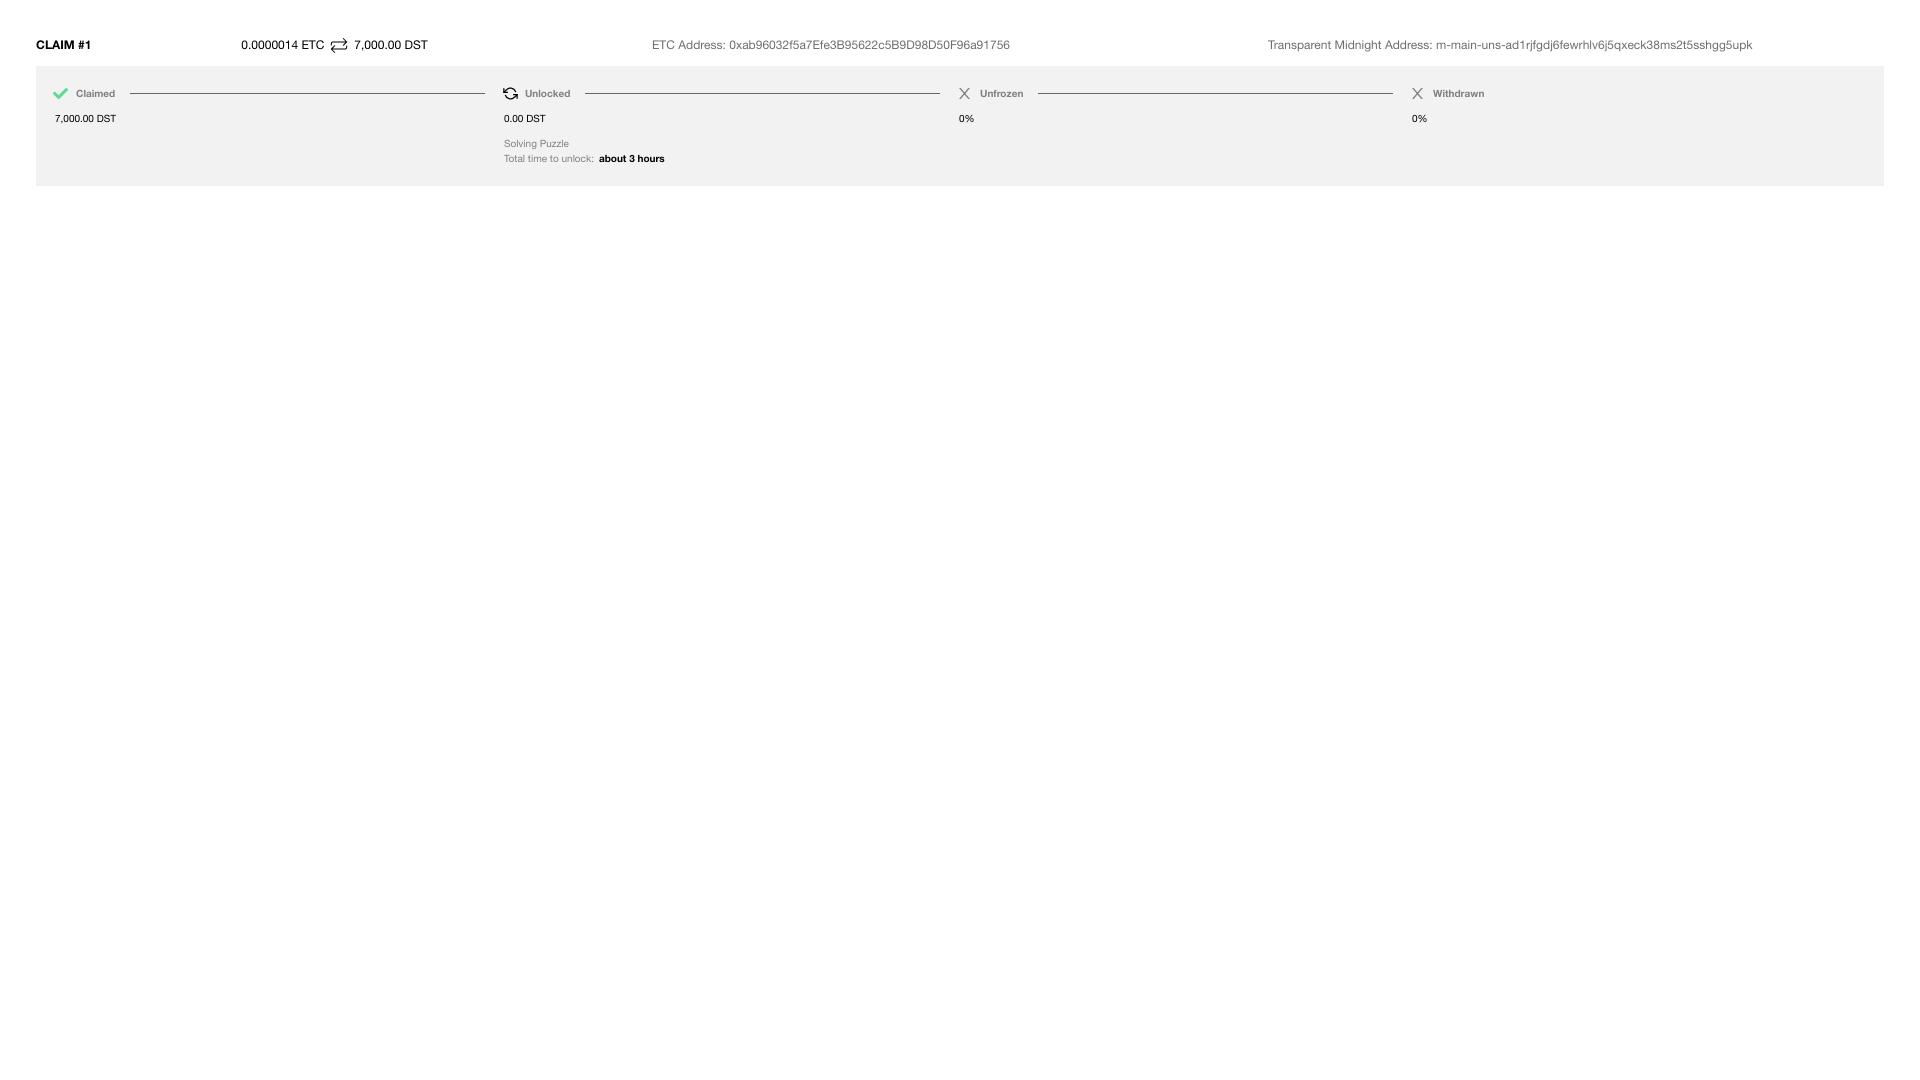 CLAIM #1 0.0000014 ETC 7,000.00 DST ETC Address: 0xab96032f5a7Efe3B95622c5B9D98D50F96a91756 Transparent Midnight Address: m-main-uns-ad1rjfgdj6fewrhlv6j5qxeck38ms2t5sshgg5upk
Claimed Unlocked Unfrozen Withdrawn
7,000.00 DST 0.00 DST 0% 0%
Solving Puzzle
Total time to unlock: about 3 hours